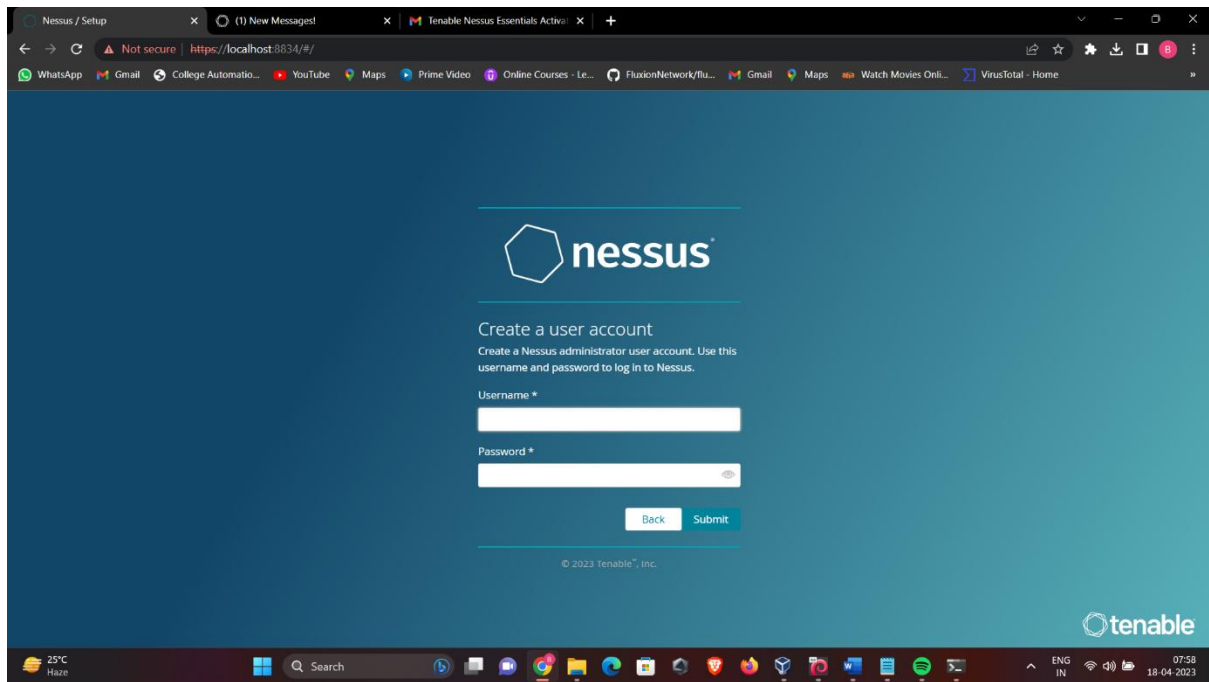 Nessus / Setup
(1) New Messages!
Tenable Nessus Essentials Activat
Not secure | https://localhost:8834/#/
B
WhatsApp Gmail College Automatio... YouTube Maps Prime Video Online Courses - Le... FluxionNetwork/flu... Gmail Maps Watch Movies Onli... VirusTotal - Home »
nessus
Create a user account
Create a Nessus administrator user account. Use this
username and password to log in to Nessus.
Username *
Password *
Back Submit
© 2023 Tenable™, Inc.
tenable
25°C
Haze
Search
ENG
IN
07:58
18-04-2023